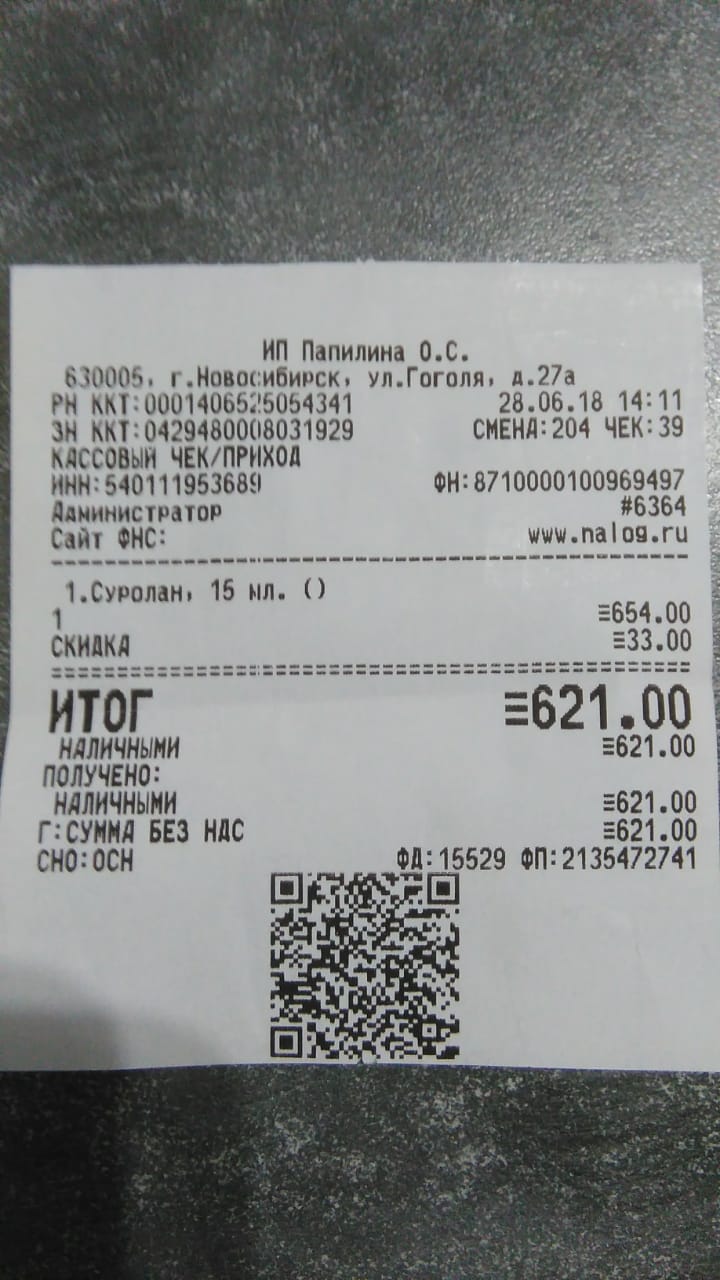 ИП Папилина О.С.
630005, г.Новосибирск, ул.Гоголя, д.27а
РН ККТ:0001406525054341 28.06.18 14:11
ЗН ККТ:0429480008031929 СМЕНА:204 ЧЕК:39
КАССОВЫЙ ЧЕК/ПРИХОД
ИНН:540111953689 ФН:8710000100969497
Администратор #6364
Сайт ФНС: www.nalog.ru
1.Суролан, 15 мл. ()
1 ≡654.00
СКИДКА ≡33.00
ИТОГ ≡621.00
НАЛИЧНЫМИ ≡621.00
ПОЛУЧЕНО:
НАЛИЧНЫМИ ≡621.00
Г:СУММА БЕЗ НДС ≡621.00
СНО:ОСН ФД:15529 ФП:2135472741